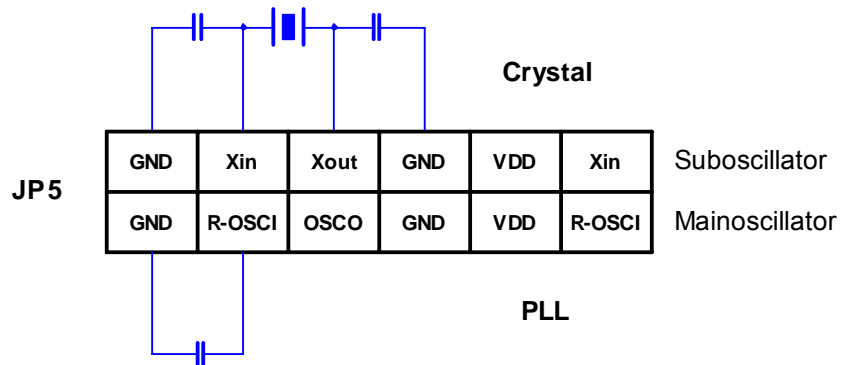 Crystal
GND Xin Xout GND VDD Xin Suboscillator
JP5
GND R-OSCI OSCO GND VDD R-OSCI Mainoscillator
PLL